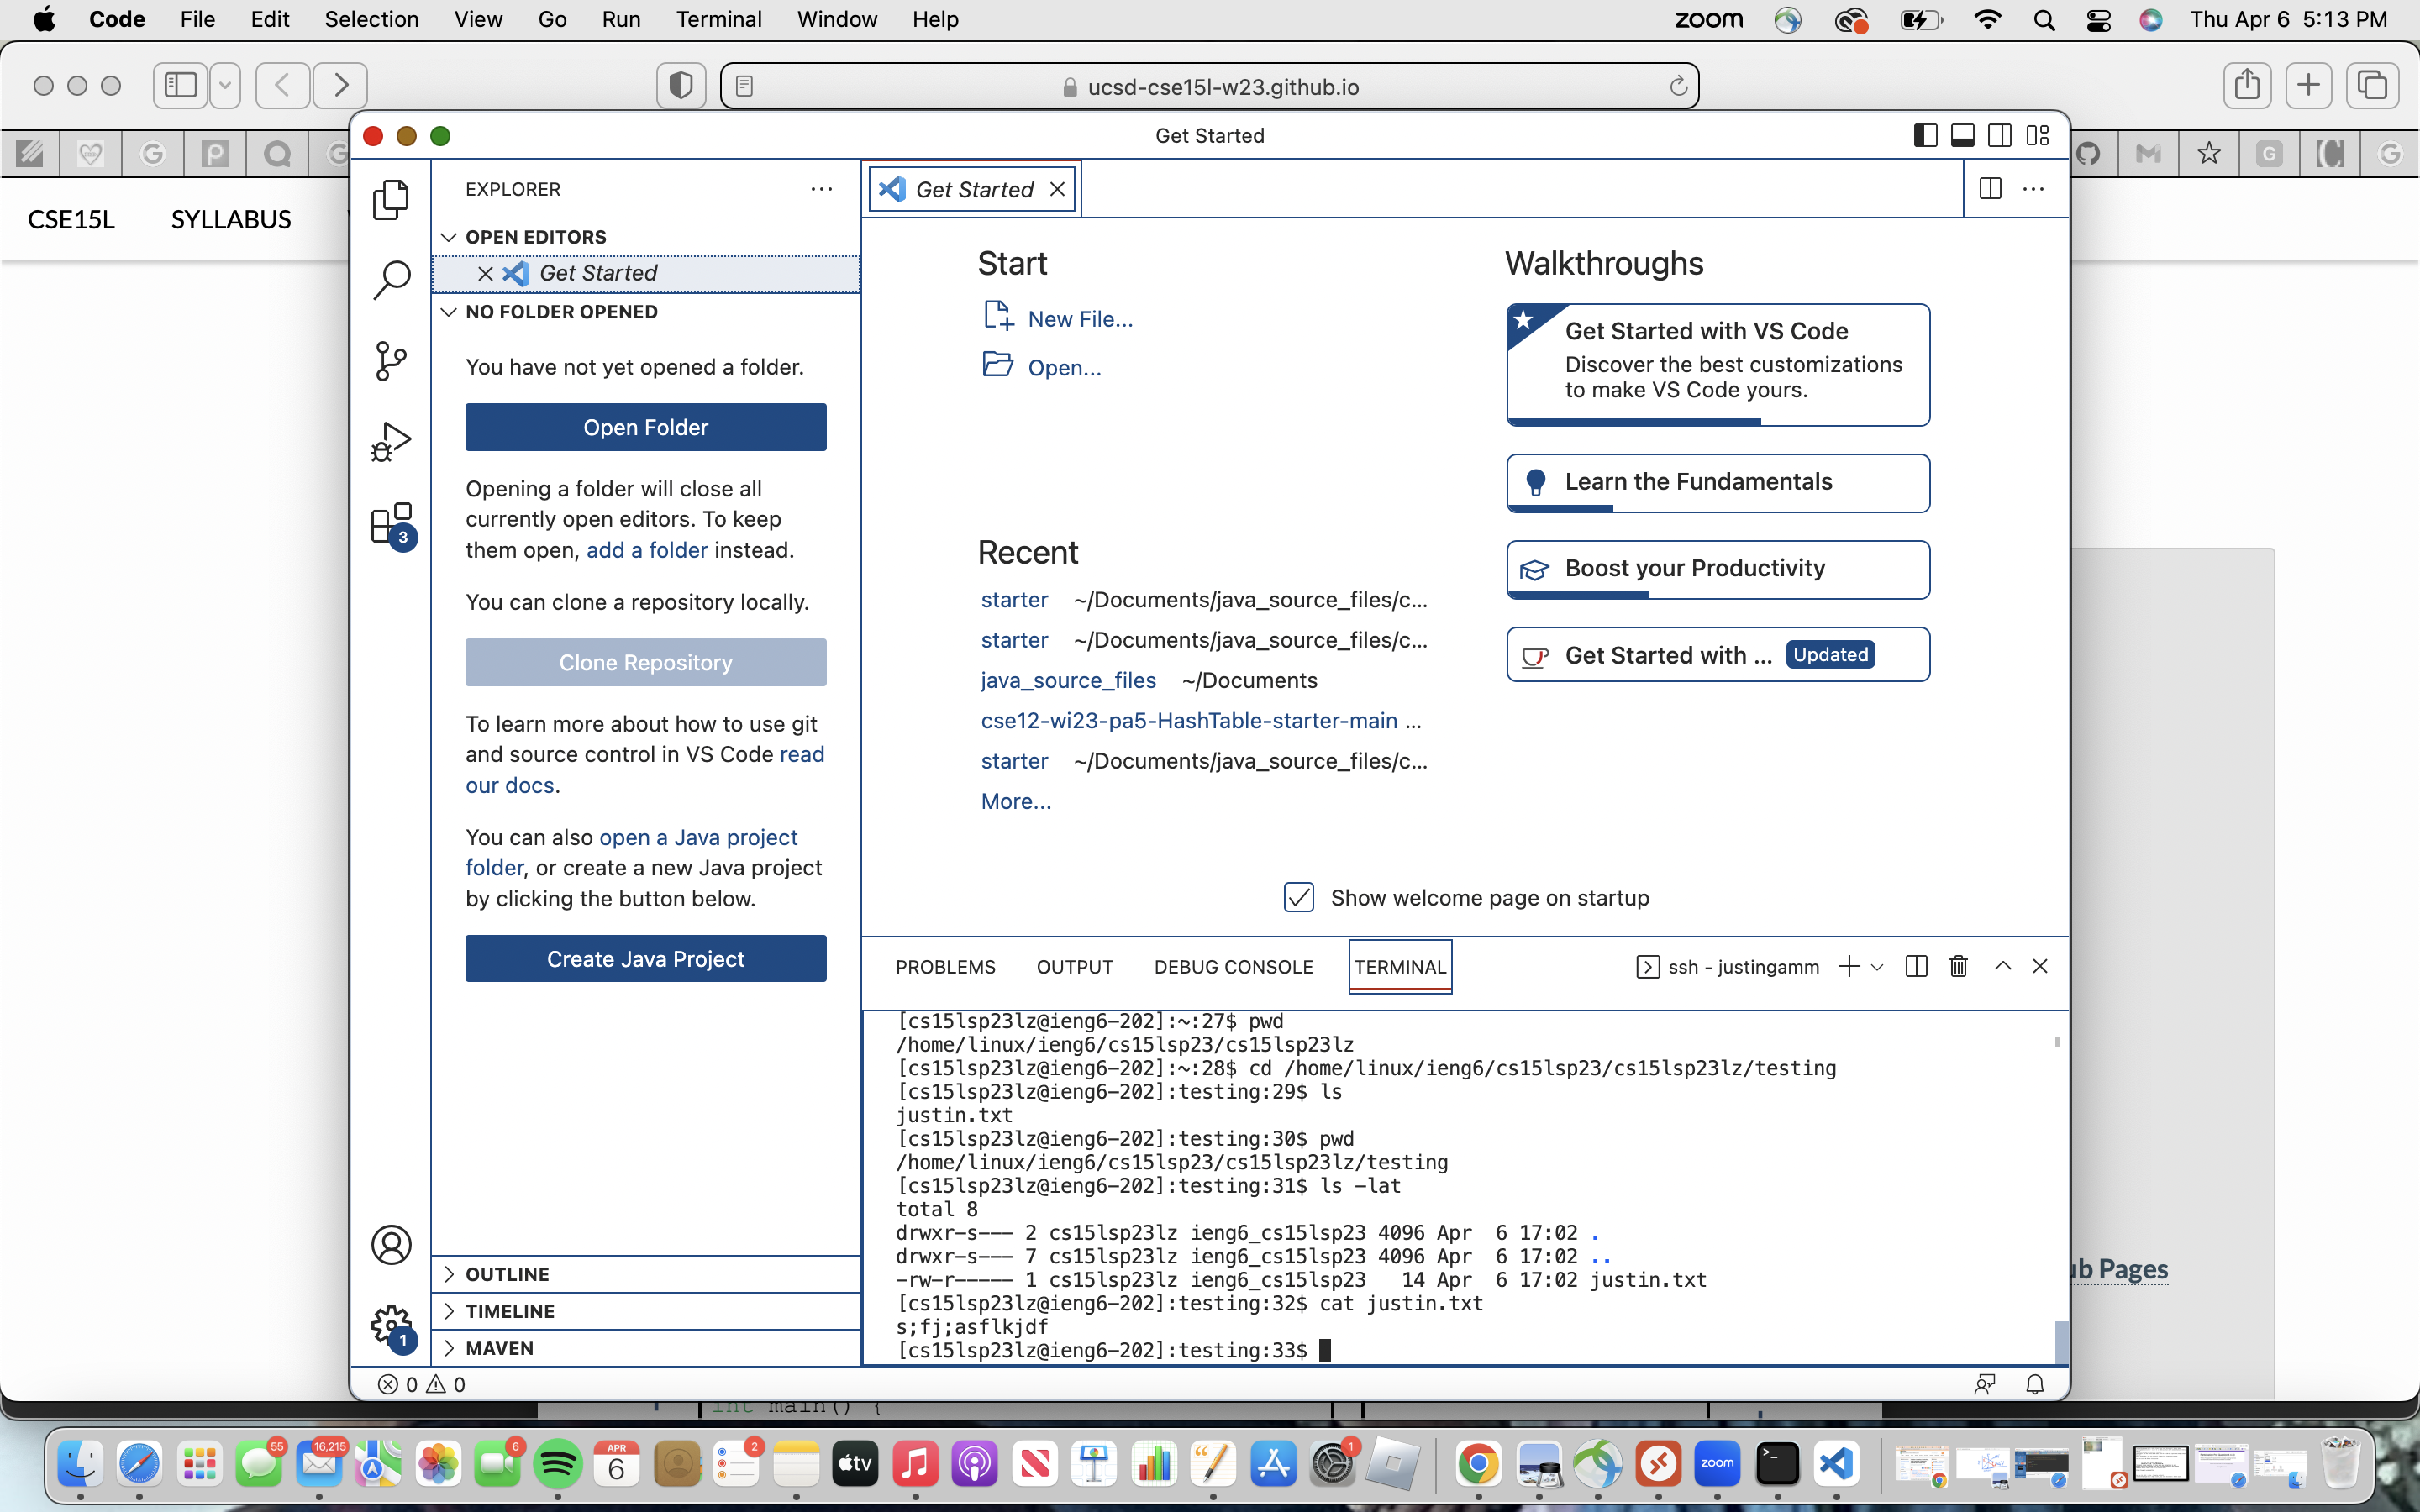 Code File Edit Selection View Go Run Terminal Window Help zoom Thu Apr 6 5:13 PM
ucsd-cse15l-w23.github.io
Get Started
CSE15L SYLLABUS
EXPLORER
OPEN EDITORS
Get Started
NO FOLDER OPENED
You have not yet opened a folder.
Open Folder
Opening a folder will close all
currently open editors. To keep
them open, add a folder instead.
You can clone a repository locally.
Clone Repository
To learn more about how to use git
and source control in VS Code read
our docs.
You can also open a Java project
folder, or create a new Java project
by clicking the button below.
Create Java Project
3
1
OUTLINE
TIMELINE
MAVEN
0 0
Get Started
Start
New File...
Open...
Recent
starter ~/Documents/java_source_files/c...
starter ~/Documents/java_source_files/c...
java_source_files ~/Documents
cse12-wi23-pa5-HashTable-starter-main ...
starter ~/Documents/java_source_files/c...
More...
Walkthroughs
Get Started with VS Code
Discover the best customizations
to make VS Code yours.
Learn the Fundamentals
Boost your Productivity
Get Started with ... Updated
Show welcome page on startup
PROBLEMS OUTPUT DEBUG CONSOLE TERMINAL ssh - justingamm
[cs15lsp23lz@ieng6-202]:~:27$ pwd
/home/linux/ieng6/cs15lsp23/cs15lsp23lz
[cs15lsp23lz@ieng6-202]:~:28$ cd /home/linux/ieng6/cs15lsp23/cs15lsp23lz/testing
[cs15lsp23lz@ieng6-202]:testing:29$ ls
justin.txt
[cs15lsp23lz@ieng6-202]:testing:30$ pwd
/home/linux/ieng6/cs15lsp23/cs15lsp23lz/testing
[cs15lsp23lz@ieng6-202]:testing:31$ ls -lat
total 8
drwxr-s--- 2 cs15lsp23lz ieng6_cs15lsp23 4096 Apr  6 17:02 .
drwxr-s--- 7 cs15lsp23lz ieng6_cs15lsp23 4096 Apr  6 17:02 ..
-rw-r----- 1 cs15lsp23lz ieng6_cs15lsp23   14 Apr  6 17:02 justin.txt
[cs15lsp23lz@ieng6-202]:testing:32$ cat justin.txt
s;fj;asflkjdf
[cs15lsp23lz@ieng6-202]:testing:33$
ub Pages
int main() {
55 16,215 6 APR 6 2 tv 1 zoom